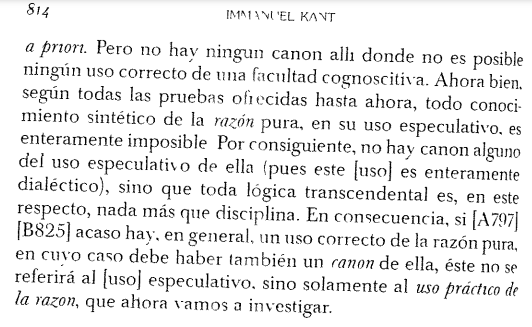 814
IMMANUEL KANT
a priori. Pero no hay ningun canon alli donde no es posible
ningún uso correcto de una facultad cognoscitiva. Ahora bien,
según todas las pruebas ofrecidas hasta ahora, todo conoci-
miento sintético de la razón pura, en su uso especulativo, es
enteramente imposible Por consiguiente, no hay canon alguno
del uso especulativo de ella (pues este [uso] es enteramente
dialéctico), sino que toda lógica transcendental es, en este
respecto, nada más que disciplina. En consecuencia, si [A797]
[B825] acaso hay, en general, un uso correcto de la razón pura,
en cuyo caso debe haber también un canon de ella, éste no se
referirá al [uso] especulativo, sino solamente al uso práctico de
la razon, que ahora vamos a investigar.